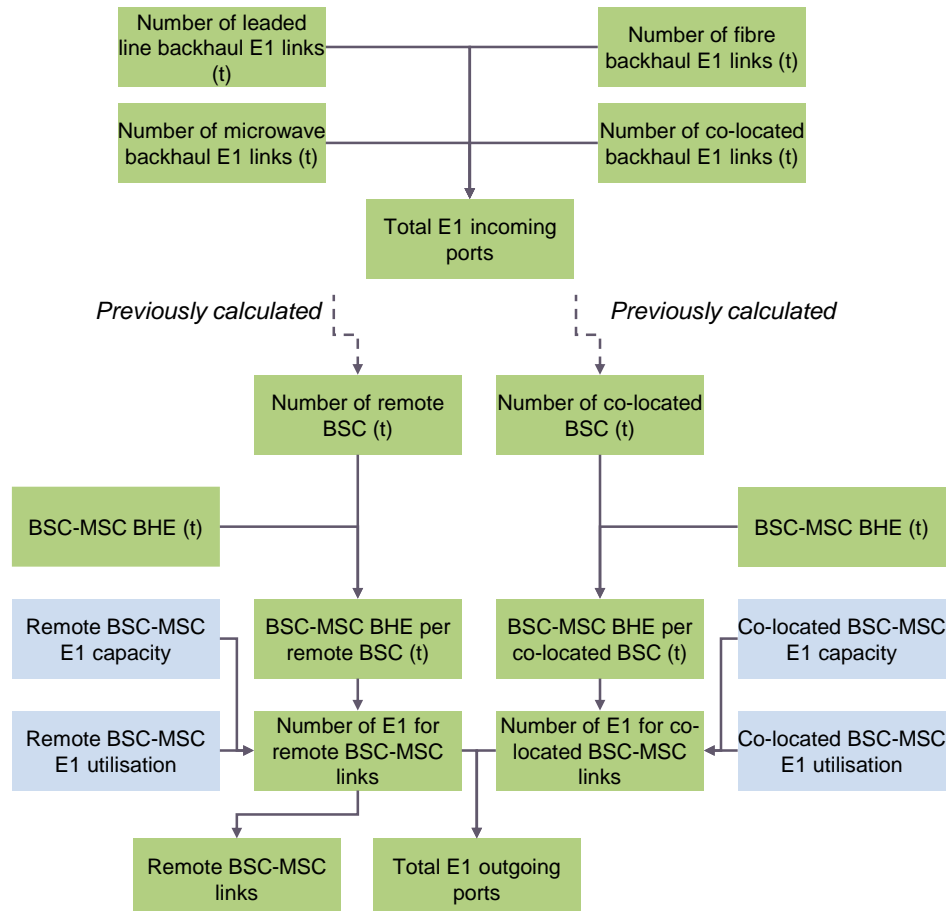 Number of leaded
line backhaul E1 links
(t)
Number of fibre
backhaul E1 links (t)
Number of microwave
backhaul E1 links (t)
Number of co-located
backhaul E1 links (t)
Total E1 incoming
ports
Previously calculated
Previously calculated
Number of remote
BSC (t)
Number of co-located
BSC (t)
BSC-MSC BHE (t)
BSC-MSC BHE (t)
Remote BSC-MSC
E1 capacity
BSC-MSC BHE per
remote BSC (t)
BSC-MSC BHE per
co-located BSC (t)
Co-located BSC-MSC
E1 capacity
Remote BSC-MSC
E1 utilisation
Number of E1 for
remote BSC-MSC
links
Number of E1 for co-
located BSC-MSC
links
Co-located BSC-MSC
E1 utilisation
Remote BSC-MSC
links
Total E1 outgoing
ports